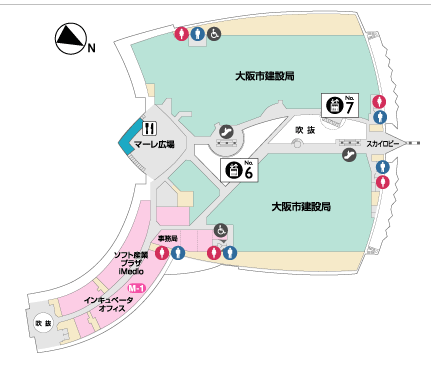 N
大阪市建設局
No.
7
マーレ広場
吹 抜
スカイロビー
No.
6
大阪市建設局
事務局
ソフト産業
プラザ
iMedio
M-1
インキュベータ
オフィス
吹 抜